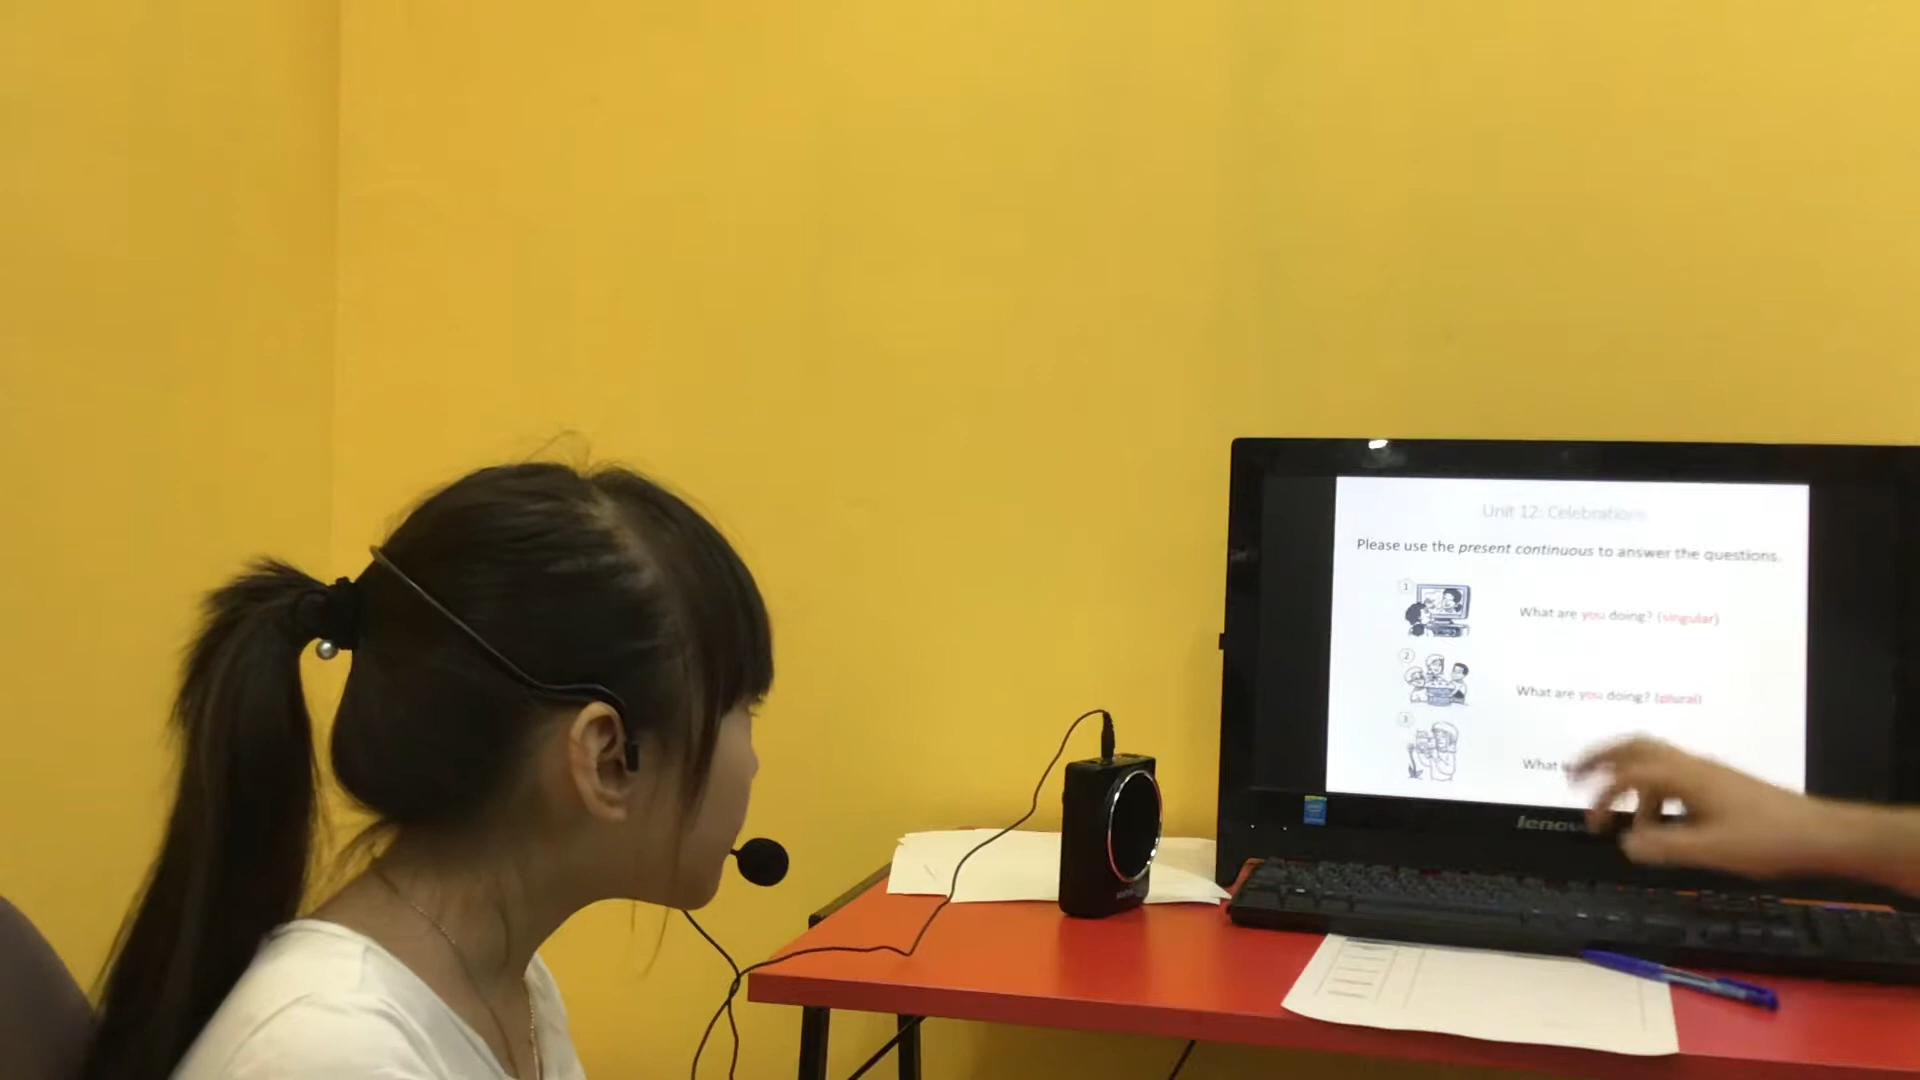 Unit 12: Celebrations
Please use the present continuous to answer the questions.
1
What are you doing? (singular)
2
What are you doing? (plural)
3
What
lenovo